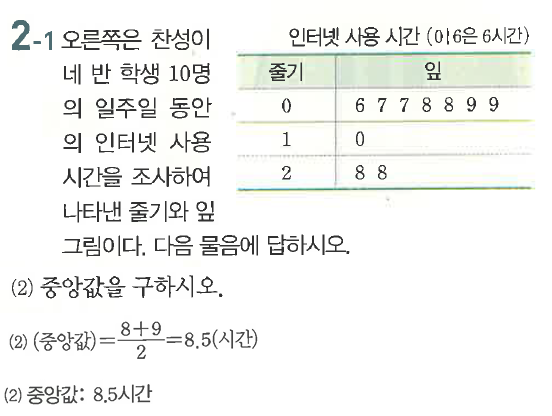 2-1 오른쪽은 찬성이
네 반 학생 10명
의 일주일 동안
의 인터넷 사용
시간을 조사하여
나타낸 줄기와 잎
그림이다. 다음 물음에 답하시오.
인터넷 사용 시간 (0|6은 6시간)
줄기 잎
0 6 7 7 8 8 9 9
1 0
2 8 8
(2) 중앙값을 구하시오.
(2) (중앙값)=\frac{8+9}{2}=8.5(시간)
(2) 중앙값: 8.5시간